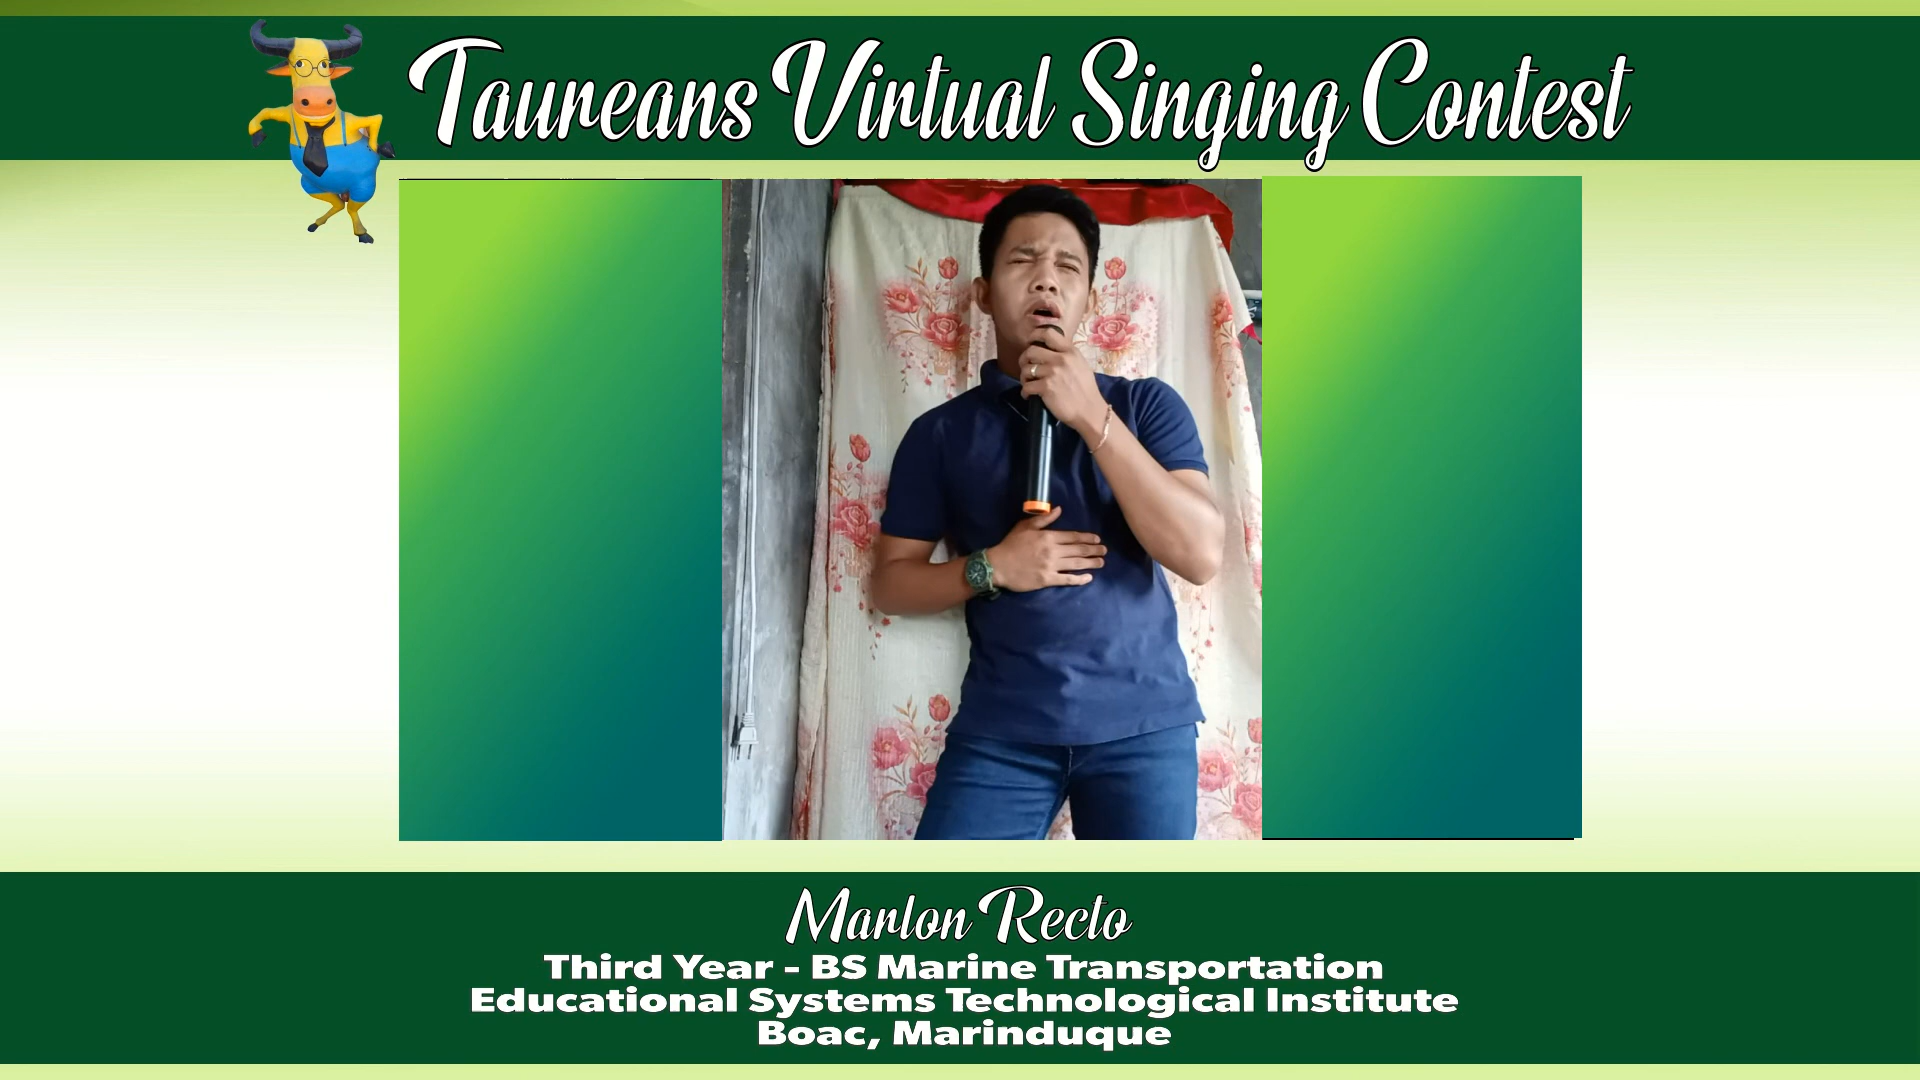 Taureans Virtual Singing Contest
Marlon Recto
Third Year - BS Marine Transportation
Educational Systems Technological Institute
Boac, Marinduque